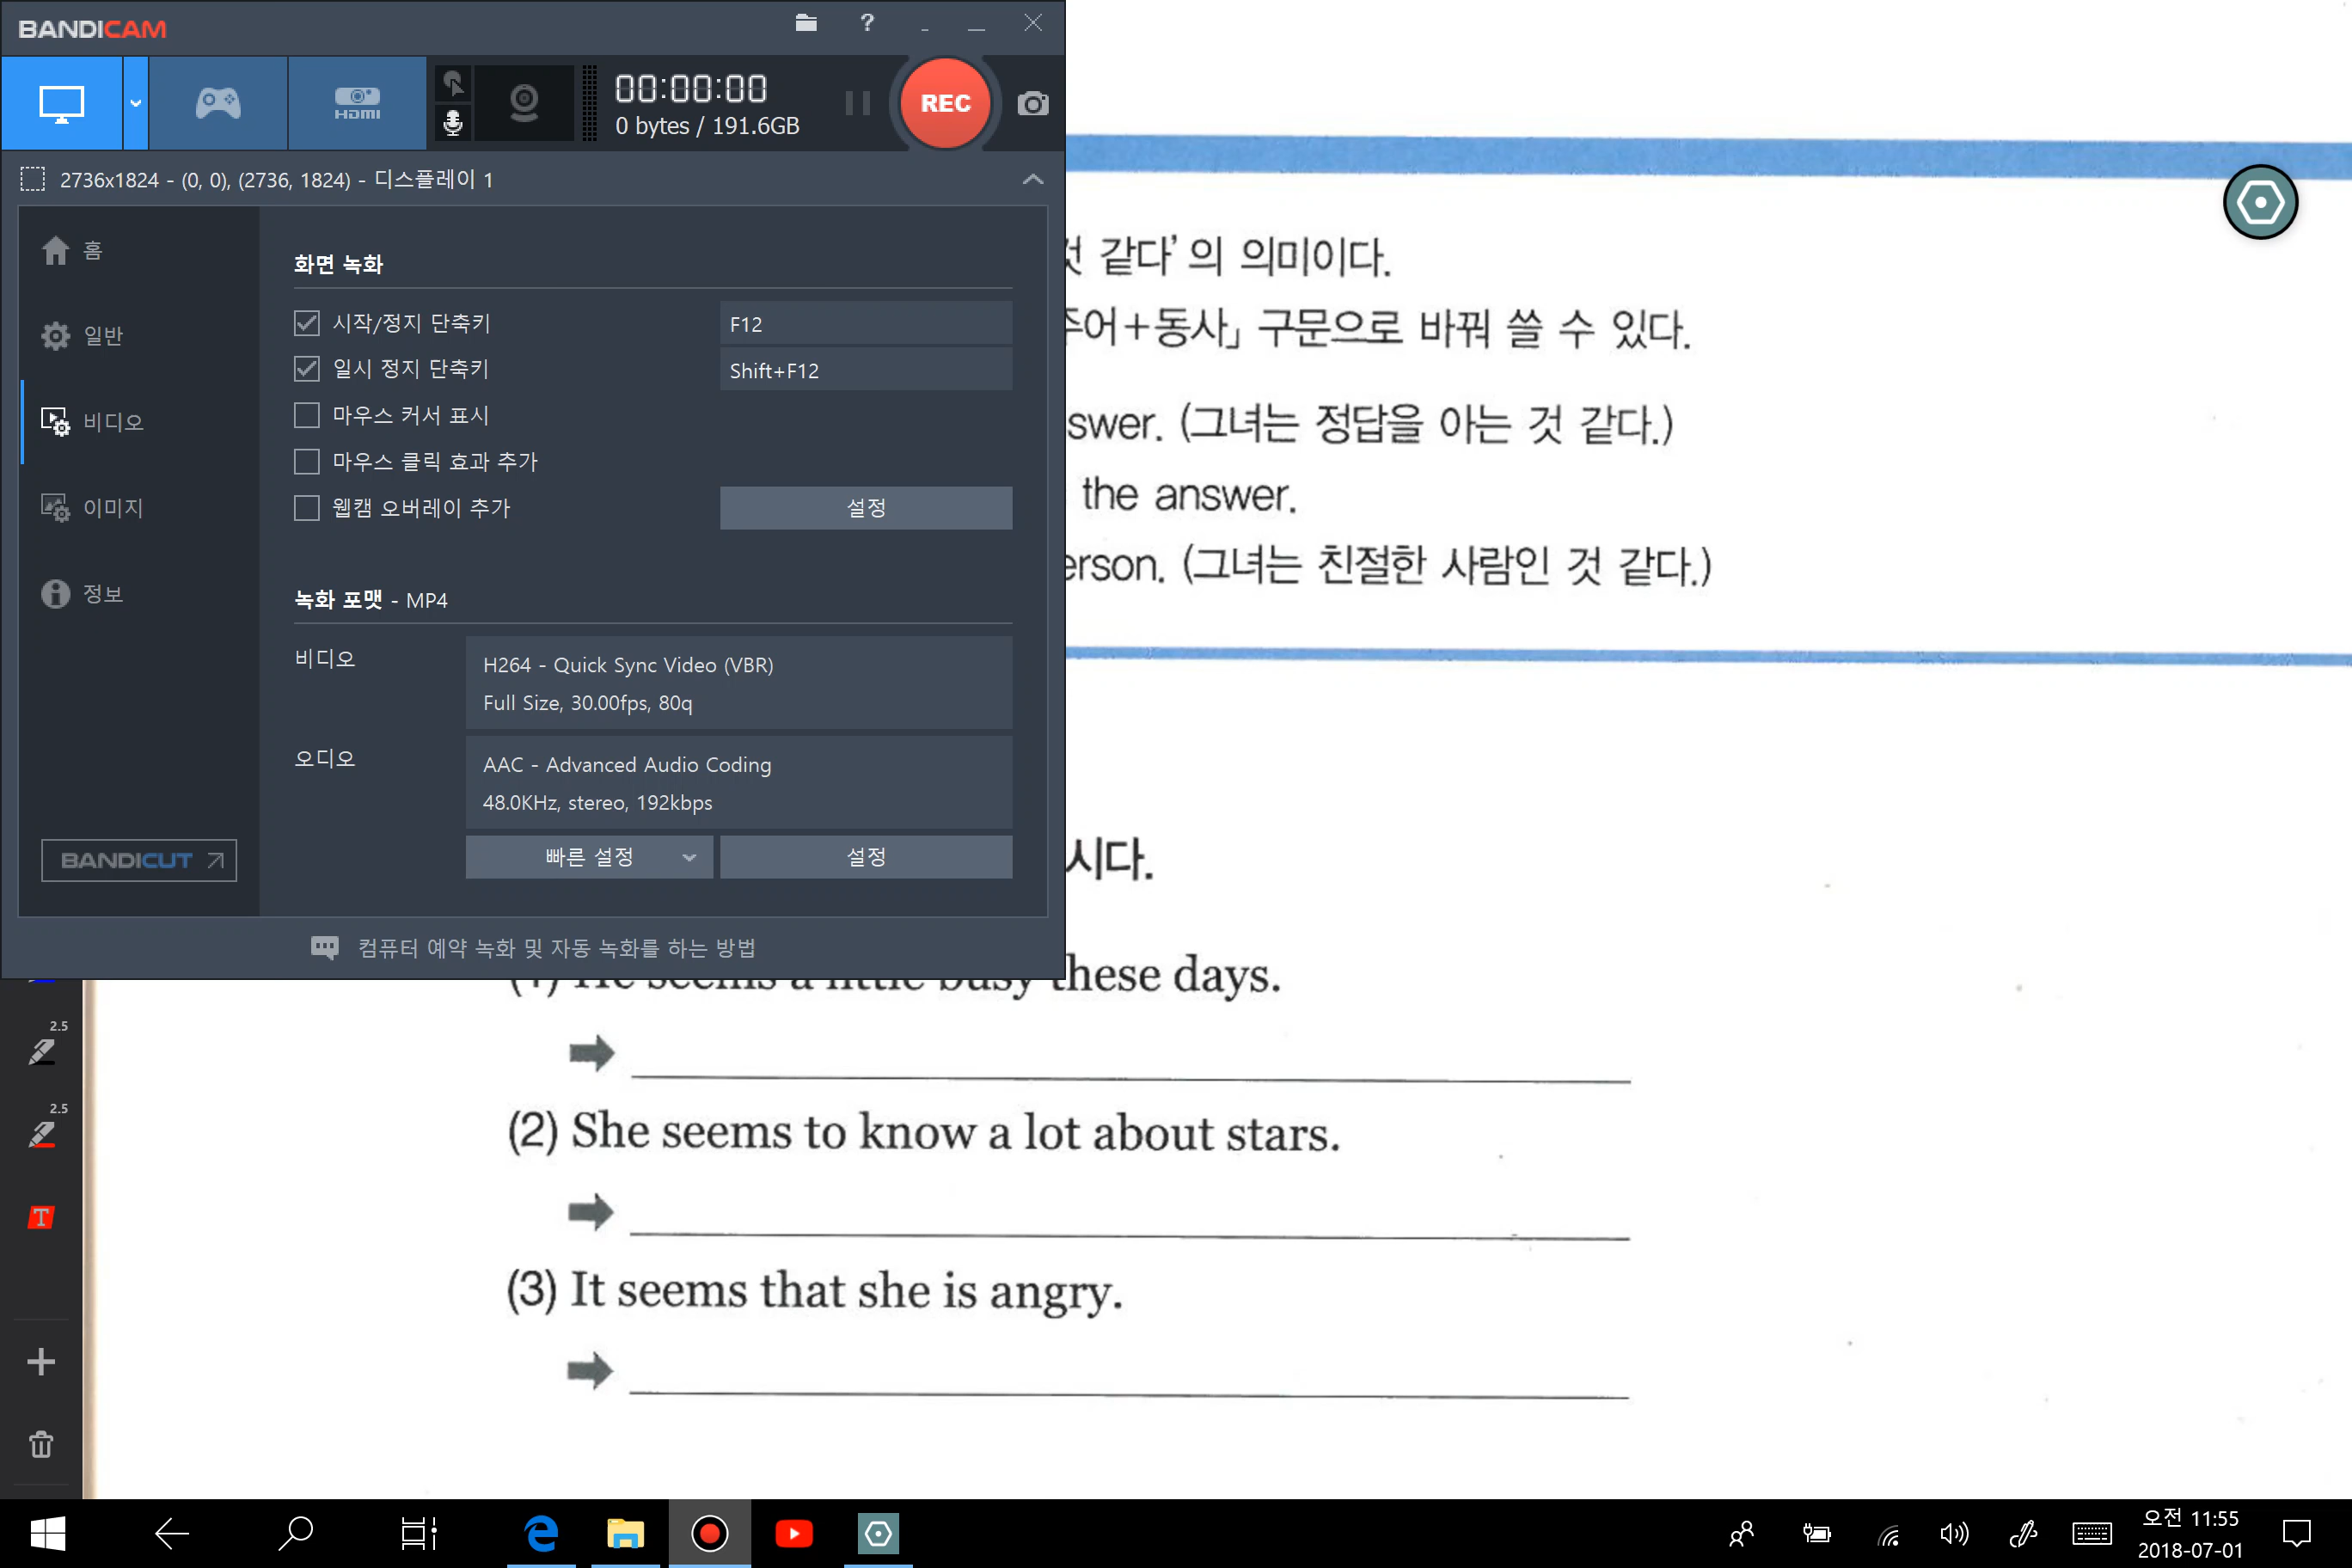 BANDICAM
HDMI
00:00:00
0 bytes / 191.6GB
REC
2736x1824 - (0, 0), (2736, 1824) - 디스플레이 1
홈
일반
비디오
이미지
정보
BANDICUT
화면 녹화
시작/정지 단축키 F12
일시 정지 단축키 Shift+F12
마우스 커서 표시
마우스 클릭 효과 추가
웹캠 오버레이 추가 설정
녹화 포맷 - MP4
비디오
H264 - Quick Sync Video (VBR)
Full Size, 30.00fps, 80q
오디오
AAC - Advanced Audio Coding
48.0KHz, stereo, 192kbps
빠른 설정 설정
컴퓨터 예약 녹화 및 자동 녹화를 하는 방법
것 같다’의 의미이다.
주어+동사」 구문으로 바꿔 쓸 수 있다.
swer. (그녀는 정답을 아는 것 같다.)
the answer.
erson. (그녀는 친절한 사람인 것 같다.)
시다.
(1) He seems a little busy these days.
(2) She seems to know a lot about stars.
(3) It seems that she is angry.
2.5
2.5
T
오전 11:55
2018-07-01